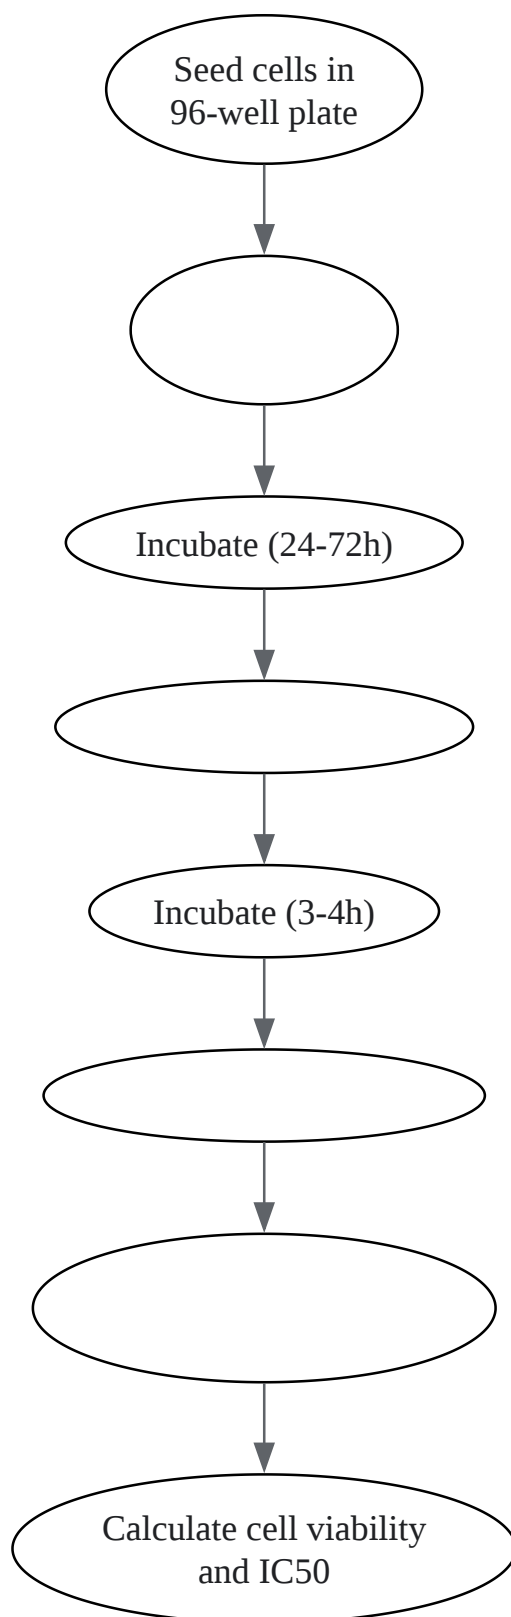 Seed cells in
96-well plate
Incubate (24-72h)
Incubate (3-4h)
Calculate cell viability
and IC50